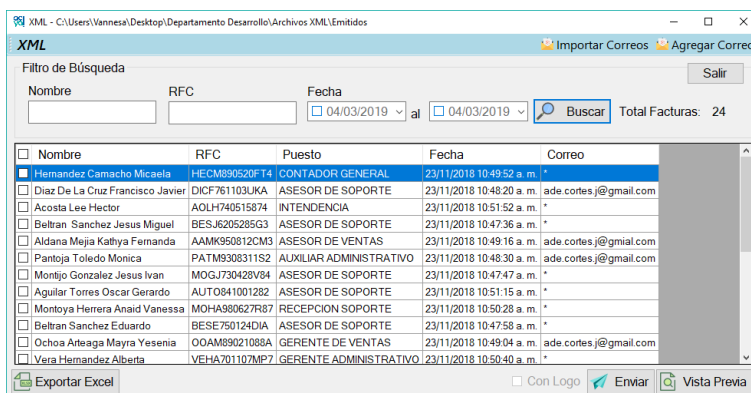 XML - C:\Users\Vannesa\Desktop\Departamento Desarrollo\Archivos XML\Emitidos
XML Importar Correos Agregar Correo
Filtro de Búsqueda Salir
Nombre RFC Fecha
04/03/2019 al 04/03/2019 Buscar Total Facturas: 24
Nombre RFC Puesto Fecha Correo
Hernandez Camacho Micaela HECM890520FT4 CONTADOR GENERAL 23/11/2018 10:49:52 a. m. *
Diaz De La Cruz Francisco Javier DICF761103UKA ASESOR DE SOPORTE 23/11/2018 10:48:20 a. m. ade.cortes.j@gmail.com
Acosta Lee Hector AOLH740515874 INTENDENCIA 23/11/2018 10:51:52 a. m. *
Beltran Sanchez Jesus Miguel BESJ6205285G3 ASESOR DE SOPORTE 23/11/2018 10:47:36 a. m. *
Aldana Mejia Kathya Fernanda AAMK950812CM3 ASESOR DE VENTAS 23/11/2018 10:49:16 a. m. ade.cortes.j@gmial.com
Pantoja Toledo Monica PATM9308311S2 AUXILIAR ADMINISTRATIVO 23/11/2018 10:48:30 a. m. ade.cortes.j@gmail.com
Montijo Gonzalez Jesus Ivan MOGJ730428V84 ASESOR DE SOPORTE 23/11/2018 10:47:47 a. m. *
Aguilar Torres Oscar Gerardo AUTO841001282 ASESOR DE SOPORTE 23/11/2018 10:51:15 a. m. *
Montoya Herrera Anaid Vanessa MOHA980627R87 RECEPCION SOPORTE 23/11/2018 10:50:28 a. m. *
Beltran Sanchez Eduardo BESE750124DIA ASESOR DE SOPORTE 23/11/2018 10:47:58 a. m. *
Ochoa Arteaga Mayra Yesenia OOAM89021088A GERENTE DE VENTAS 23/11/2018 10:49:04 a. m. ade.cortes.j@gmail.com
Vera Hernandez Alberta VEHA701107MP7 GERENTE ADMINISTRATIVO 23/11/2018 10:50:40 a. m. *
Exportar Excel Con Logo Enviar Vista Previa